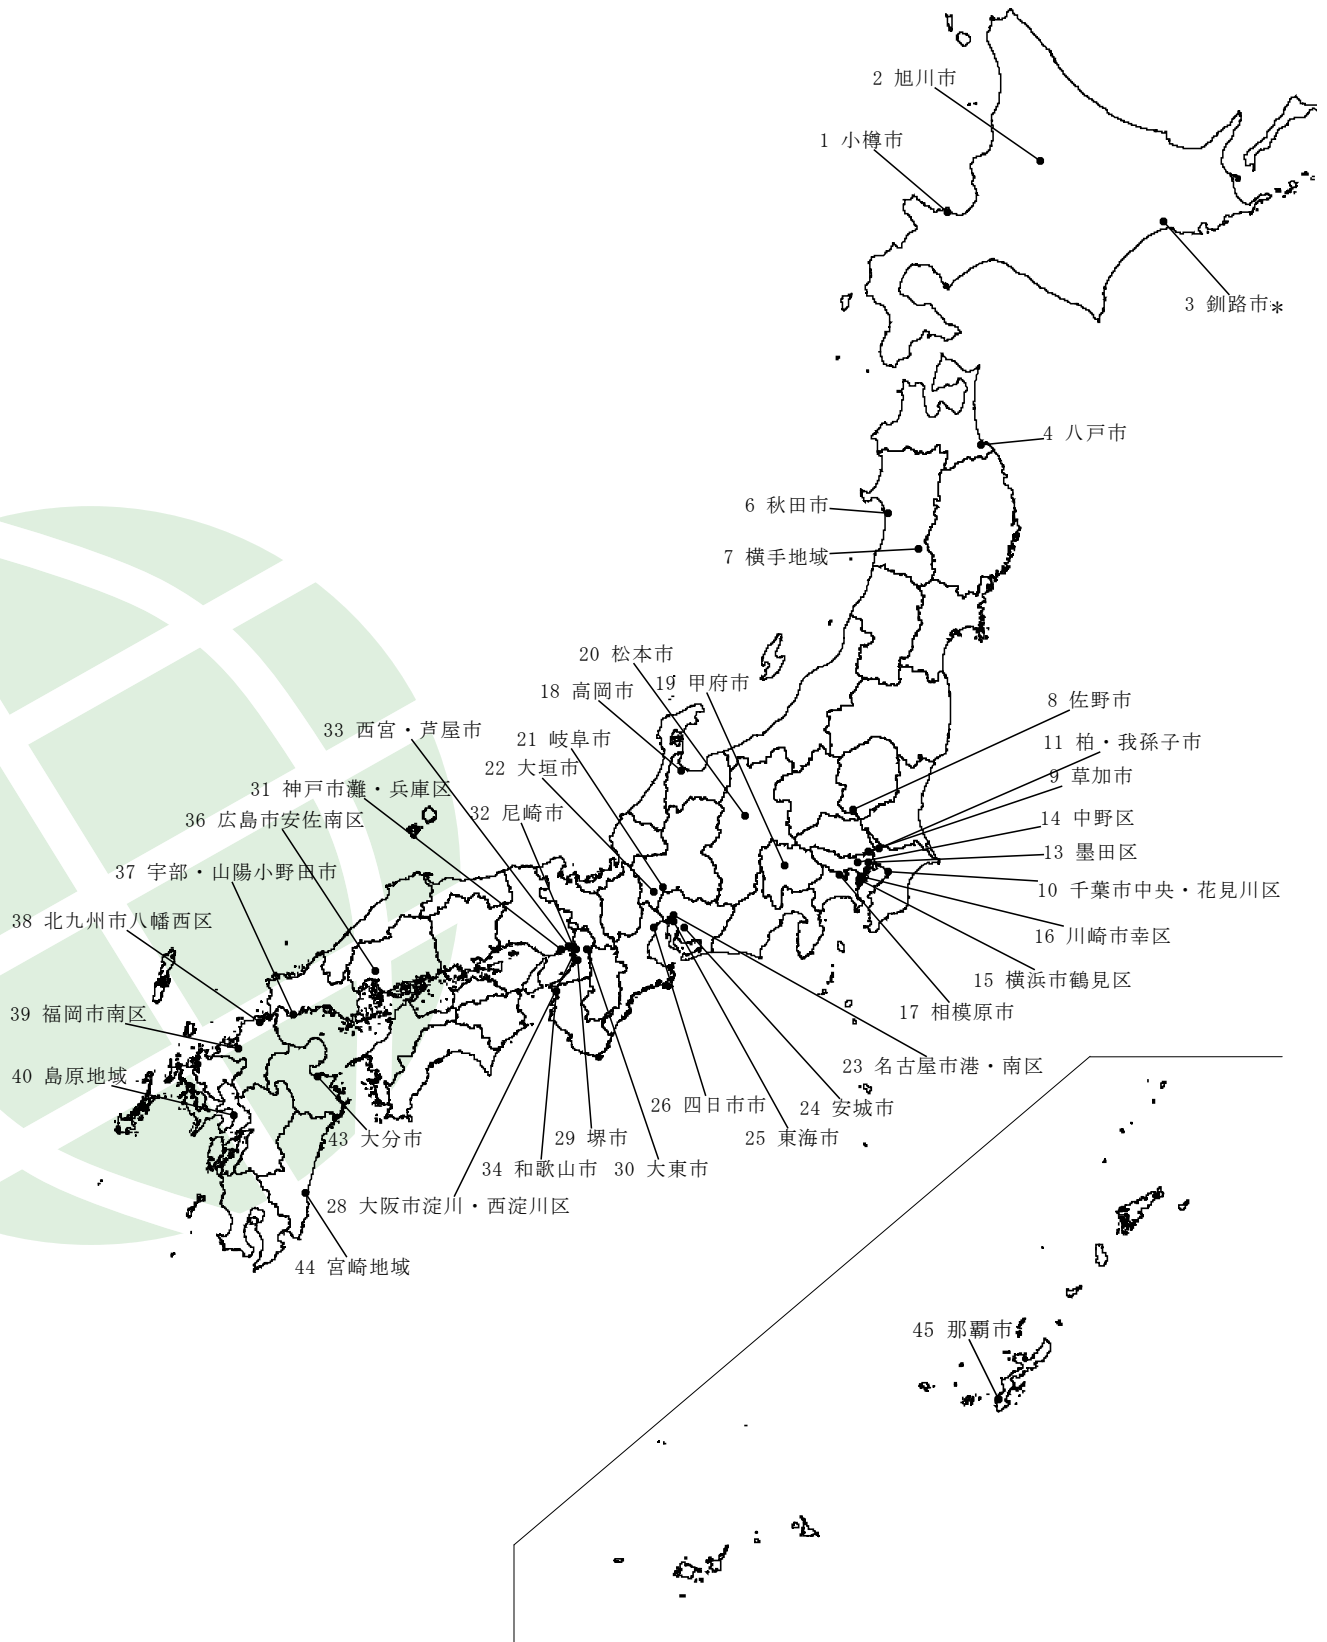 2 旭川市
1 小樽市
3 釧路市*
4 八戸市
6 秋田市
7 横手地域
20 松本市
19 甲府市
18 高岡市
8 佐野市
33 西宮・芦屋市
21 岐阜市
11 柏・我孫子市
22 大垣市
9 草加市
31 神戸市灘・兵庫区
32 尼崎市
36 広島市安佐南区
14 中野区
13 墨田区
37 宇部・山陽小野田市
10 千葉市中央・花見川区
38 北九州市八幡西区
16 川崎市幸区
15 横浜市鶴見区
39 福岡市南区
17 相模原市
23 名古屋市港・南区
40 島原地域
26 四日市市
24 安城市
43 大分市
29 堺市
25 東海市
34 和歌山市
30 大東市
28 大阪市淀川・西淀川区
44 宮崎地域
45 那覇市